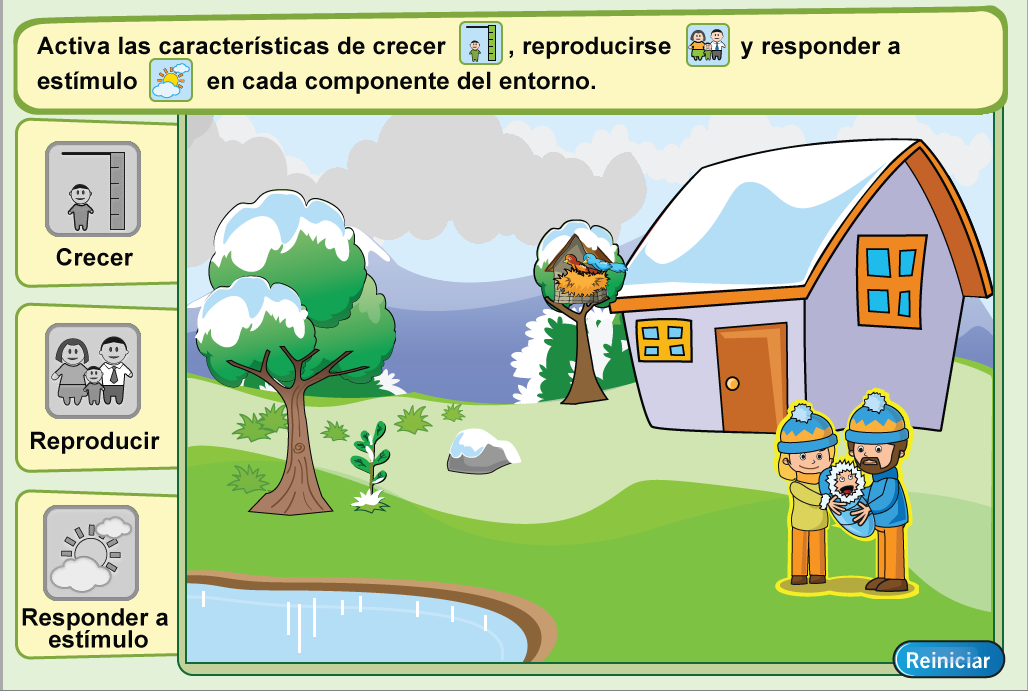 Activa las características de crecer , reproducirse y responder a
estímulo en cada componente del entorno.
Crecer
Reproducir
Responder a
estímulo
Reiniciar